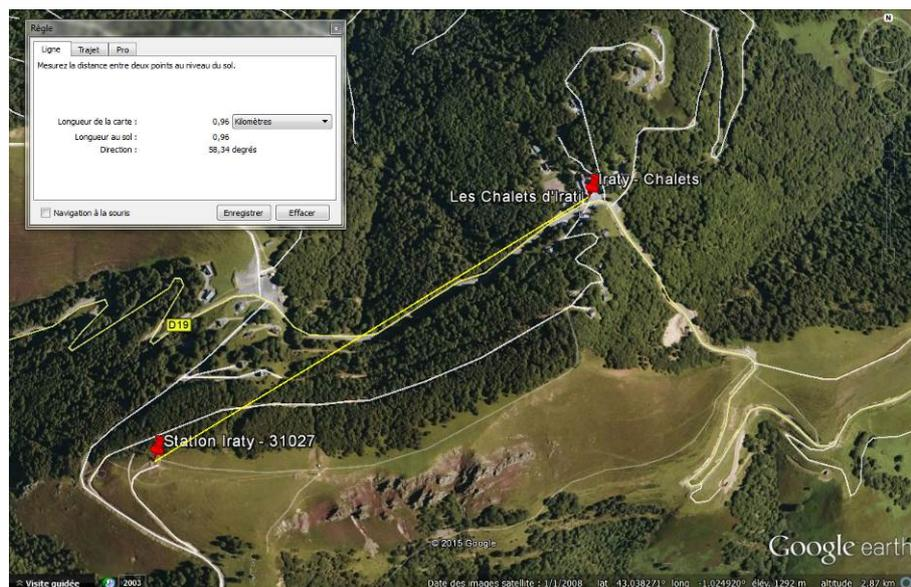 Règle
Ligne Trajet Pro
Mesurez la distance entre deux points au niveau du sol.
Longueur de la carte : 0,96 Kilomètres
Longueur au sol : 0,96
Direction : 58,34 degrés
Navigation à la souris Enregistrer Effacer
N
Iraty - Chalets
Les Chalets d'Irati
D19
Station Iraty - 31027
© 2015 Google
Google earth
Visite guidée 2003 Date des images satellite : 1/1/2008 lat 43.038271° long -1.024920° élév. 1292 m altitude 2.87 km